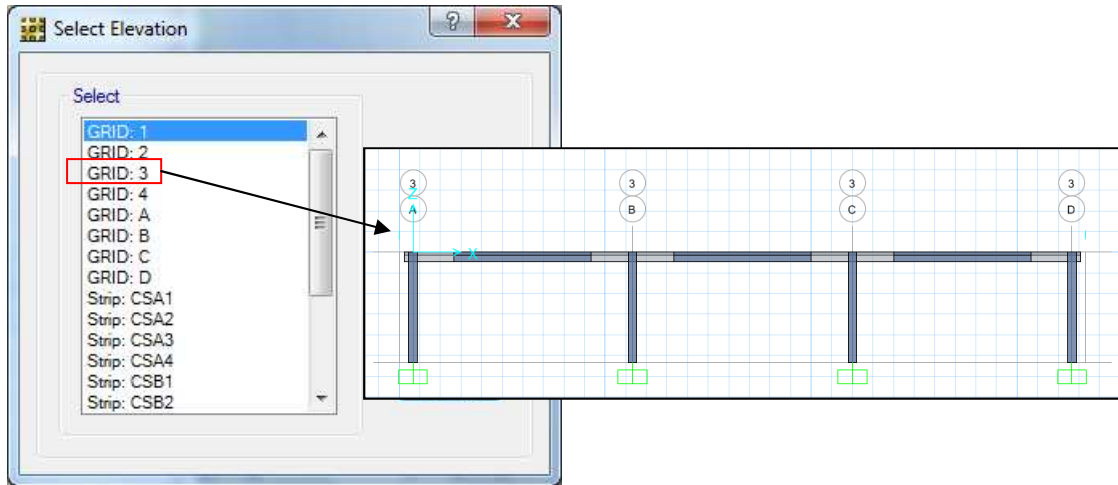 Select Elevation
?
X
Select
GRID: 1
GRID: 2
GRID: 3
GRID: 4
GRID: A
GRID: B
GRID: C
GRID: D
Strip: CSA1
Strip: CSA2
Strip: CSA3
Strip: CSA4
Strip: CSB1
Strip: CSB2
3 3 3 3
Z
A B C D
X